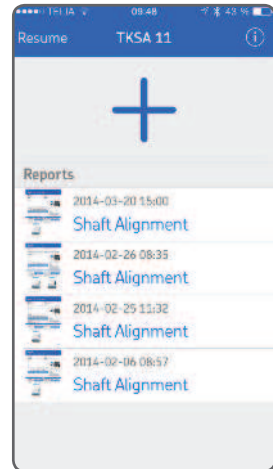 TELIA 09:48 43 %
Resume TKSA 11
Reports
2014-03-20 15:00
Shaft Alignment
2014-02-26 08:35
Shaft Alignment
2014-02-25 11:32
Shaft Alignment
2014-02-06 08:57
Shaft Alignment